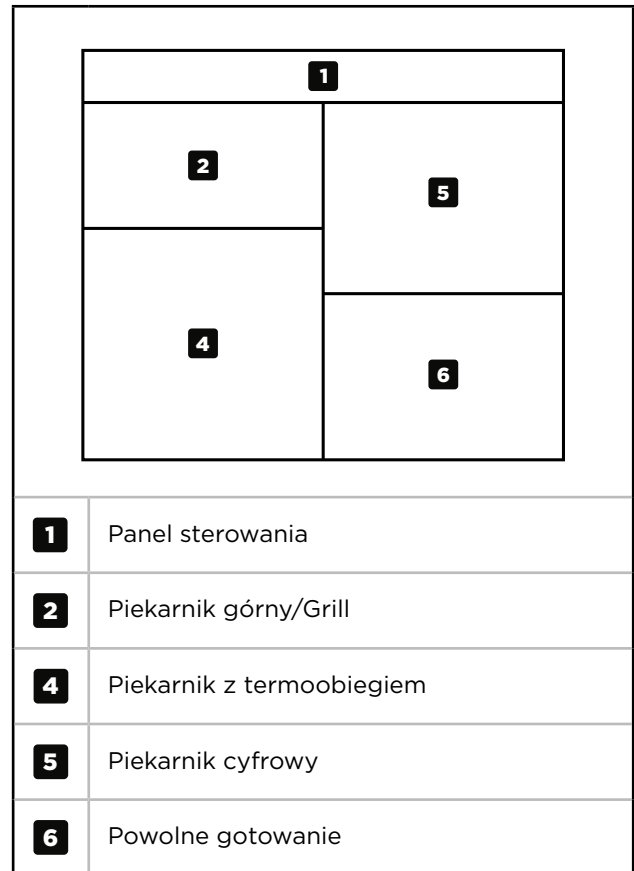 1
2
5
4
6
1 Panel sterowania
2 Piekarnik górny/Grill
4 Piekarnik z termoobiegiem
5 Piekarnik cyfrowy
6 Powolne gotowanie